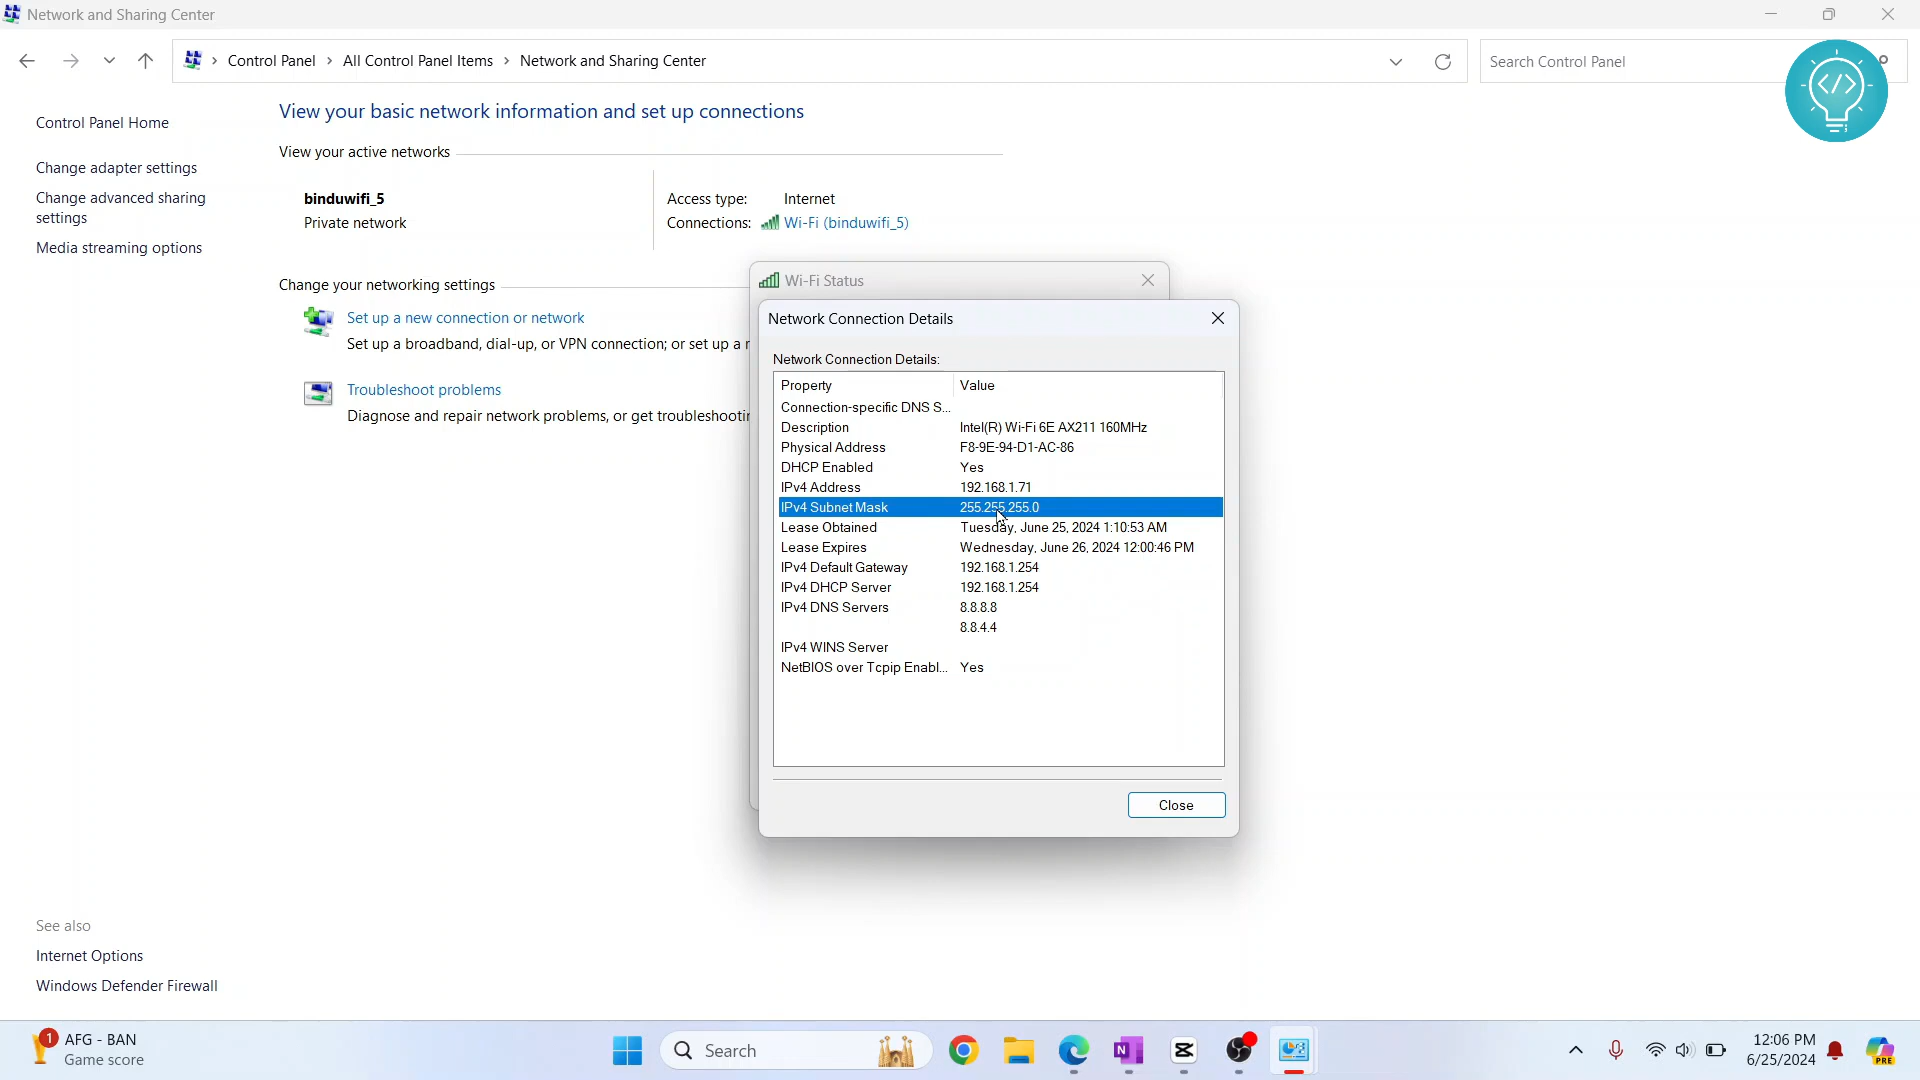 Network and Sharing Center
Control Panel > All Control Panel Items > Network and Sharing Center
Search Control Panel
</>
Control Panel Home
Change adapter settings
Change advanced sharing
settings
Media streaming options
View your basic network information and set up connections
View your active networks
binduwifi_5
Private network
Access type: Internet
Connections: Wi-Fi (binduwifi_5)
Change your networking settings
Set up a new connection or network
Set up a broadband, dial-up, or VPN connection; or set up a
Troubleshoot problems
Diagnose and repair network problems, or get
Wi-Fi Status
Network Connection Details
Network Connection Details:
Property Value
Connection-specific DNS S...
Description Intel(R) Wi-Fi 6E AX211 160MHz
Physical Address F8-9E-94-D1-AC-86
DHCP Enabled Yes
IPv4 Address 192.168.1.71
IPv4 Subnet Mask 255.255.255.0
Lease Obtained Tuesday, June 25, 2024 1:10:53 AM
Lease Expires Wednesday, June 26, 2024 12:00:46 PM
IPv4 Default Gateway 192.168.1.254
IPv4 DHCP Server 192.168.1.254
IPv4 DNS Servers 8.8.8.8
8.8.4.4
IPv4 WINS Server
NetBIOS over Tcpip Enabl... Yes
Close
See also
Internet Options
Windows Defender Firewall
1
AFG - BAN
Game score
Search
N
12:06 PM
6/25/2024
PRE